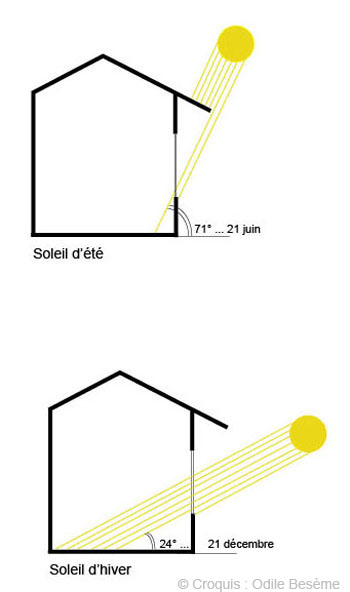 71° ... 21 juin
Soleil d'été
24° ... 21 décembre
Soleil d'hiver
© Croquis : Odile Besème